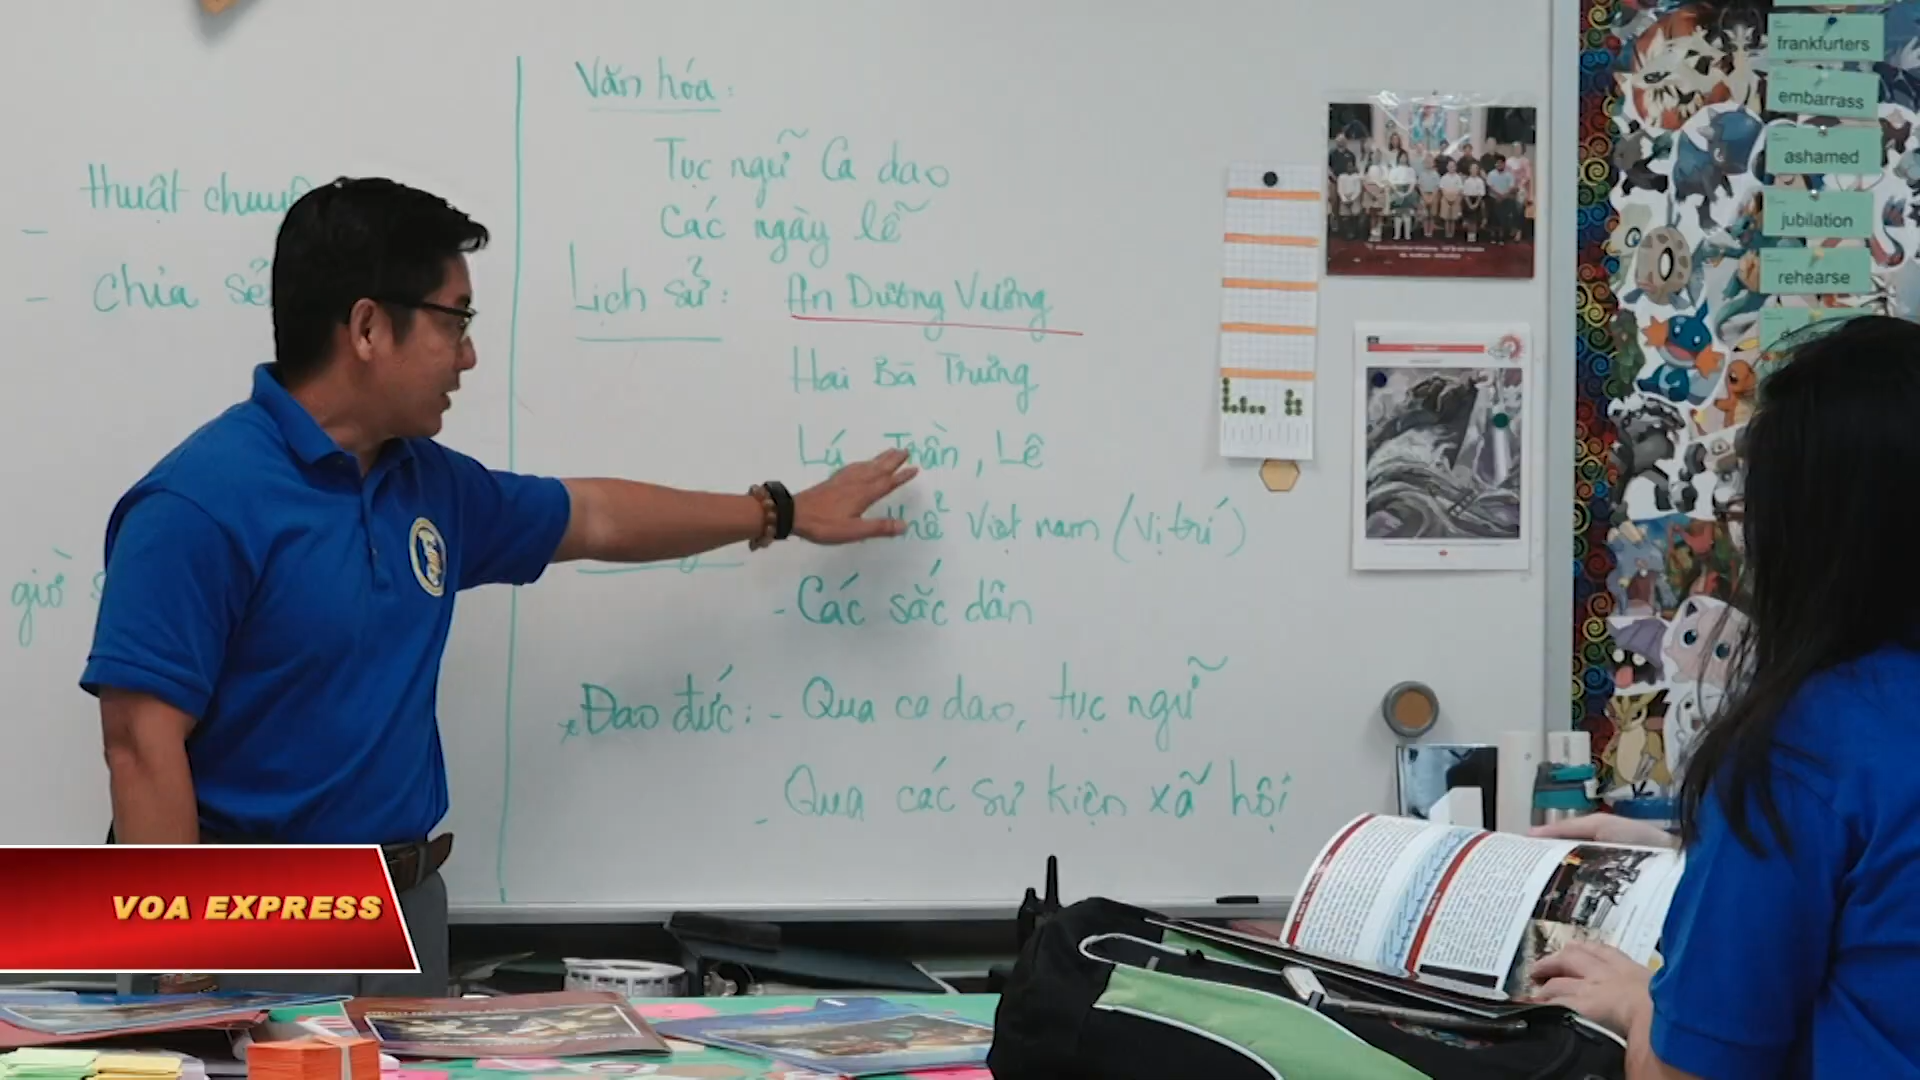 thuật
- chia sẻ
giờ
Văn hóa:
Tục ngữ Ca dao
Các ngày lễ
Lịch sử: An Dương Vương
Hai Bà Trưng
Lý Trần, Lê
thể Việt nam (Vị trí)
- Các sắc dân
* Đạo đức: - Qua ca dao, tục ngữ
- Qua các sự kiện xã hội
frankfurters
embarrass
ashamed
jubilation
rehearse
VOA EXPRESS